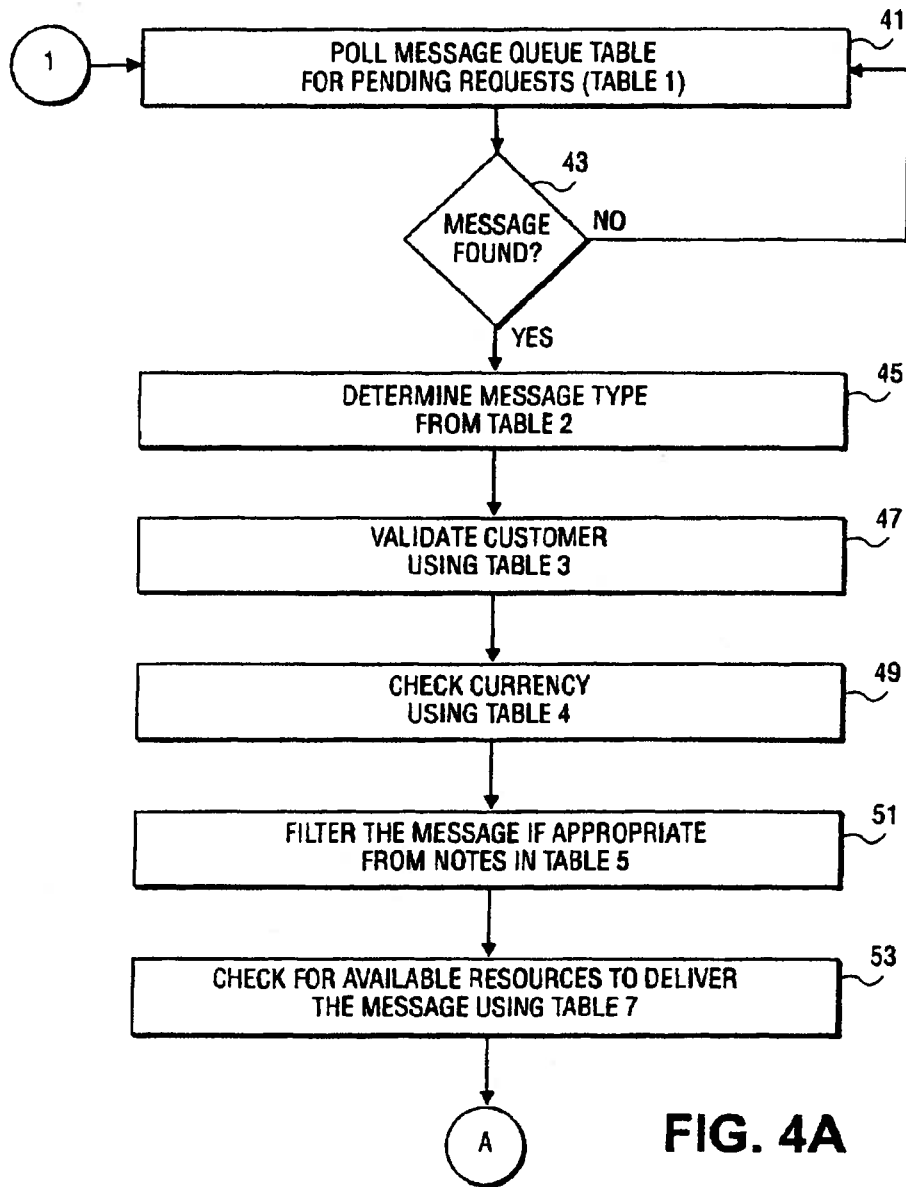 41
1
POLL MESSAGE QUEUE TABLE
FOR PENDING REQUESTS (TABLE 1)
43
MESSAGE
FOUND?
NO
YES
45
DETERMINE MESSAGE TYPE
FROM TABLE 2
47
VALIDATE CUSTOMER
USING TABLE 3
49
CHECK CURRENCY
USING TABLE 4
51
FILTER THE MESSAGE IF APPROPRIATE
FROM NOTES IN TABLE 5
53
CHECK FOR AVAILABLE RESOURCES TO DELIVER
THE MESSAGE USING TABLE 7
A
FIG. 4A